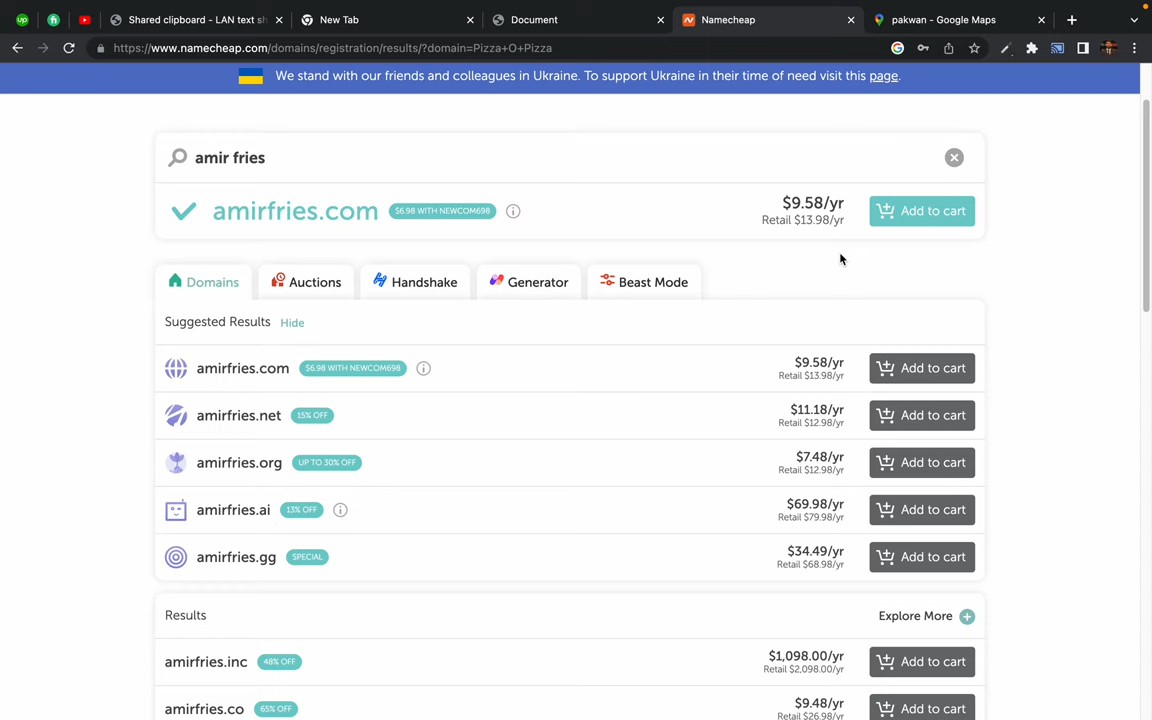 Shared clipboard - LAN text sh
New Tab
Document
Namecheap
pakwan - Google Maps
https://www.namecheap.com/domains/registration/results/?domain=Pizza+O+Pizza
We stand with our friends and colleagues in Ukraine. To support Ukraine in their time of need visit this page.
amir fries
amirfries.com $6.98 WITH NEWCOM698 $9.58/yr Add to cart
Retail $13.98/yr
Domains Auctions Handshake Generator Beast Mode
Suggested Results Hide
amirfries.com $6.98 WITH NEWCOM698 $9.58/yr Add to cart
Retail $13.98/yr
amirfries.net 15% OFF $11.18/yr Add to cart
Retail $12.98/yr
amirfries.org UP TO 30% OFF $7.48/yr Add to cart
Retail $12.98/yr
amirfries.ai 13% OFF $69.98/yr Add to cart
Retail $79.98/yr
amirfries.gg SPECIAL $34.49/yr Add to cart
Retail $68.98/yr
Results Explore More
amirfries.inc 48% OFF $1,098.00/yr Add to cart
Retail $2,098.00/yr
amirfries.co 65% OFF $9.48/yr Add to cart
Retail $26.98/yr